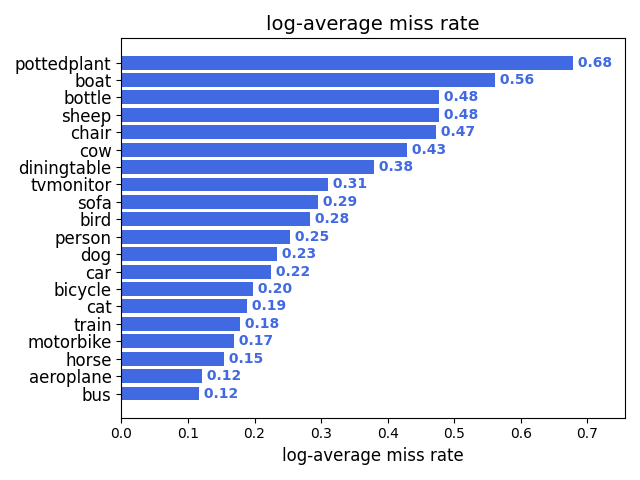 log-average miss rate
pottedplant 0.68
boat 0.56
bottle 0.48
sheep 0.48
chair 0.47
cow 0.43
diningtable 0.38
tvmonitor 0.31
sofa 0.29
bird 0.28
person 0.25
dog 0.23
car 0.22
bicycle 0.20
cat 0.19
train 0.18
motorbike 0.17
horse 0.15
aeroplane 0.12
bus 0.12
0.0 0.1 0.2 0.3 0.4 0.5 0.6 0.7
log-average miss rate